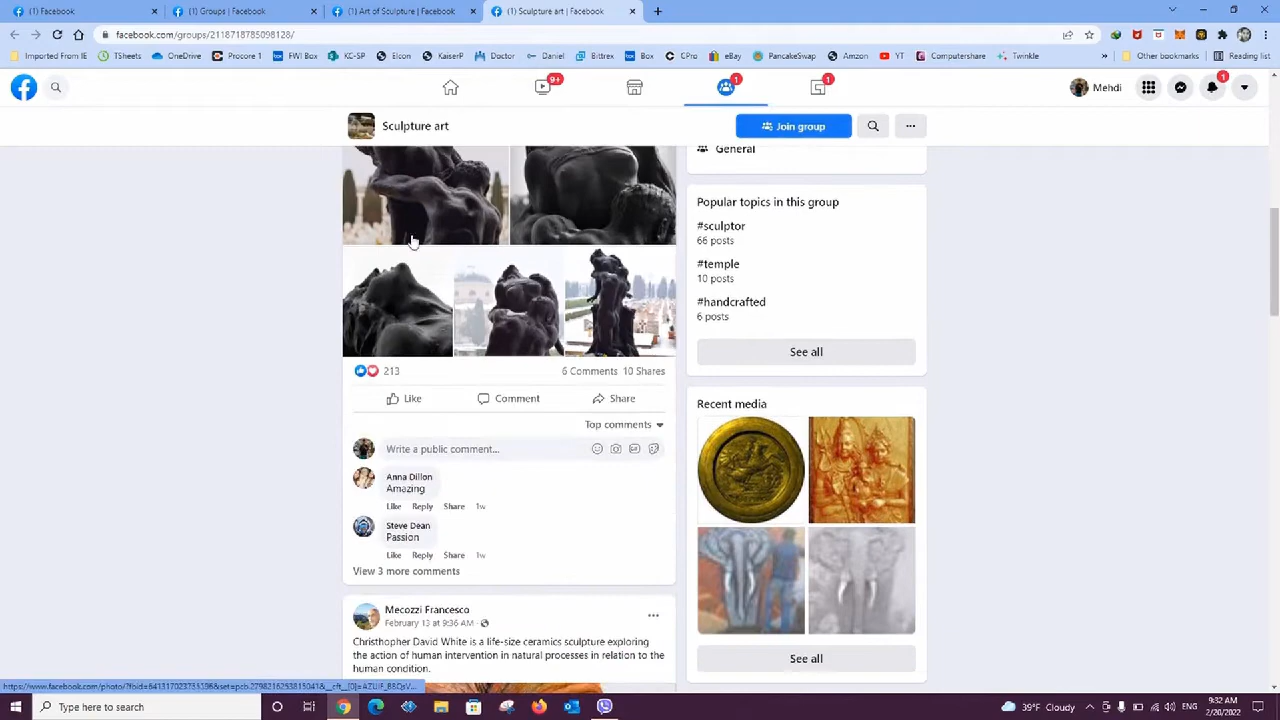 (1) Facebook
(1) Groups | Facebook
(1) Art of Sculpture | Facebook
(1) Sculpture art | Facebook
facebook.com/groups/2118718785098128/
Imported From IE
TSheets
OneDrive
Procore 1
FWI Box
KC-SP
Elcon
KaiserP
Doctor
Daniel
Bittrex
Box
CPro
eBay
PancakeSwap
Amzon
YT
Computershare
Twinkle
Other bookmarks
Reading list
9+
1
1
Mehdi
1
Sculpture art
Join group
General
Popular topics in this group
#sculptor
66 posts
#temple
10 posts
#handcrafted
6 posts
See all
213
6 Comments 10 Shares
Like
Comment
Share
Top comments
Write a public comment...
Anna Dillon
Amazing
Like Reply Share 1w
Steve Dean
Passion
Like Reply Share 1w
View 3 more comments
Recent media
See all
Mecozzi Francesco
February 13 at 9:36 AM
Christhopher David White is a life-size ceramics sculpture exploring
the action of human intervention in natural processes in relation to the
human condition.
Type here to search
39°F Cloudy
9:32 AM
2/20/2022